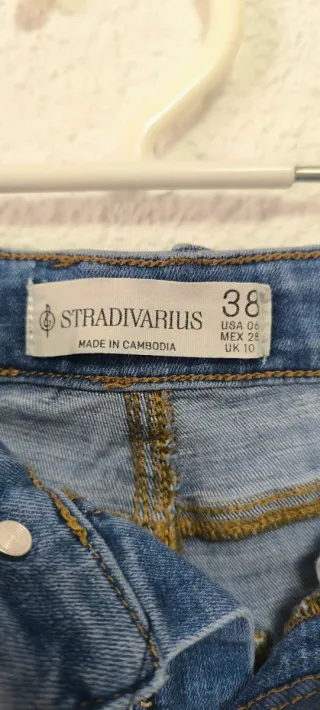 STRADIVARIUS
MADE IN CAMBODIA
38
USA 06
MEX 28
UK 10